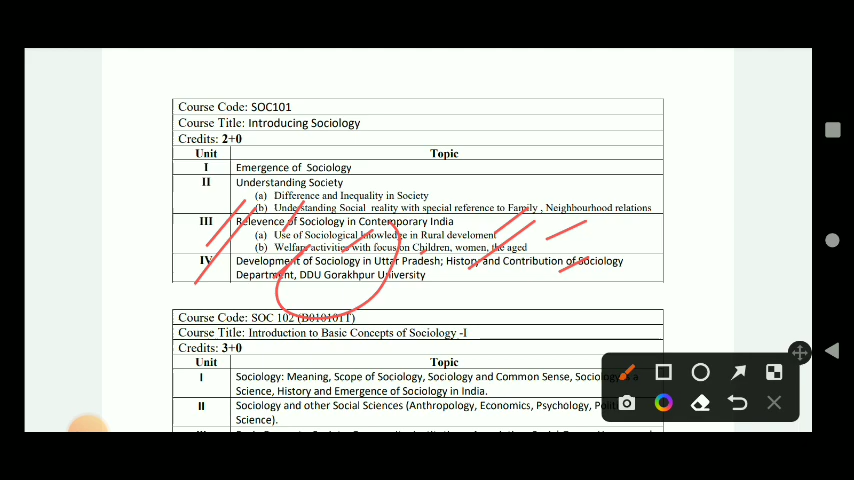 Course Code: SOC101
Course Title: Introducing Sociology
Credits: 2+0
Unit Topic
I Emergence of Sociology
II Understanding Society
(a) Difference and Inequality in Society
(b) Understanding Social reality with special reference to Family , Neighbourhood relations
III Relevence of Sociology in Contemporary India
(a) Use of Sociological knowledge in Rural develoment
(b) Welfare activities with focus on Children, women, the aged
IV Development of Sociology in Uttar Pradesh; History and Contribution of Sociology
Department, DDU Gorakhpur University
Course Code: SOC 102 (B010101T)
Course Title: Introduction to Basic Concepts of Sociology -I
Credits: 3+0
Unit Topic
I Sociology: Meaning, Scope of Sociology, Sociology and Common Sense, Sociology
Science, History and Emergence of Sociology in India.
II Sociology and other Social Sciences (Anthropology, Economics, Psychology,
Science).